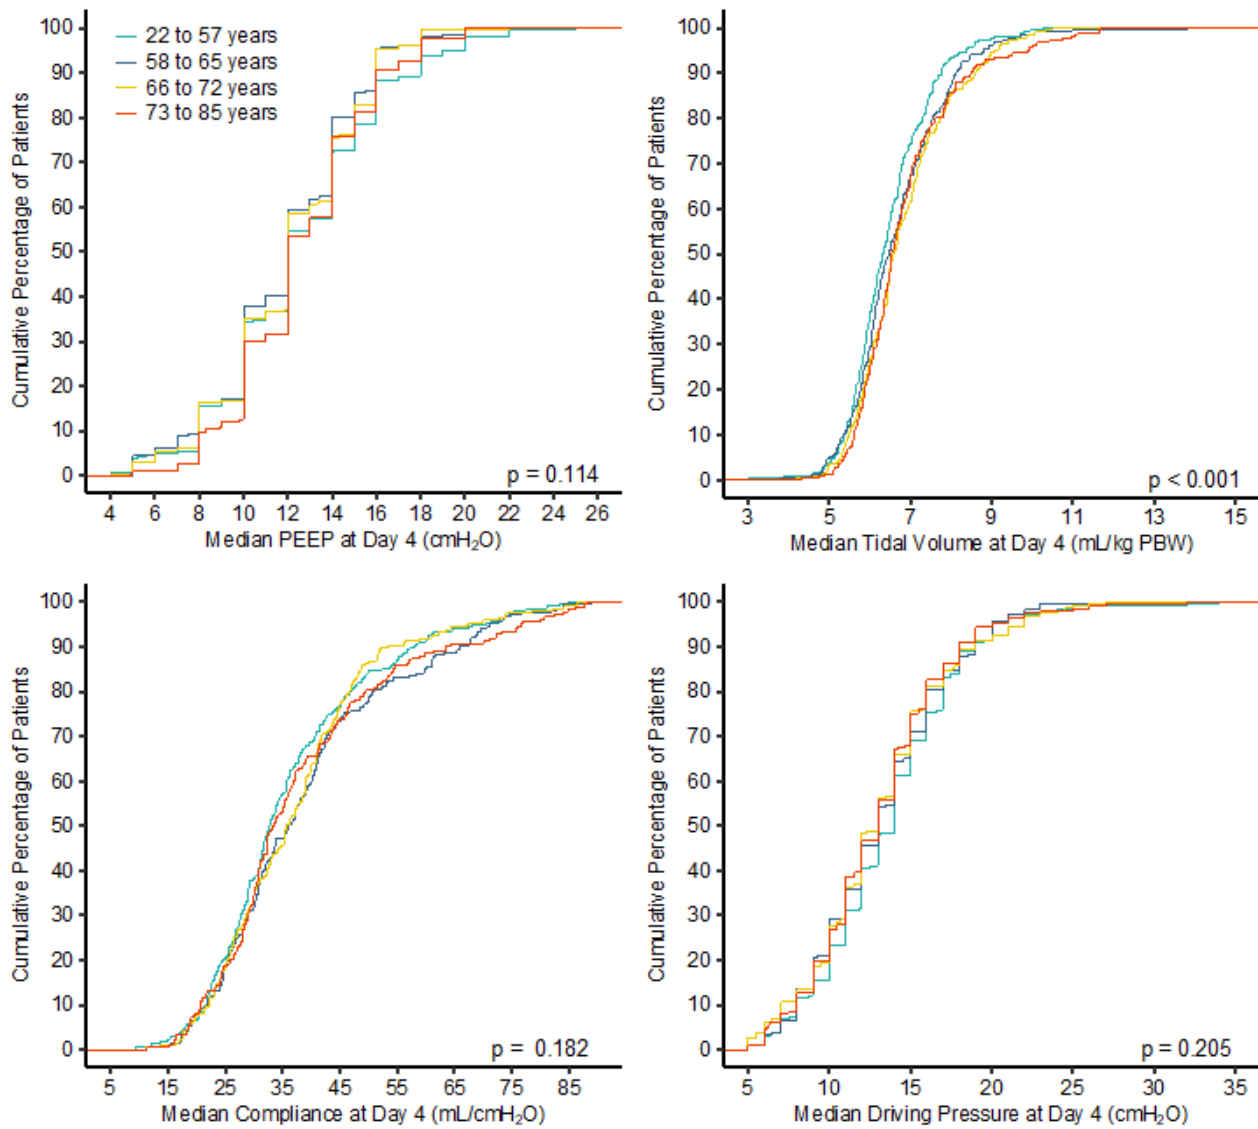 Cumulative Percentage of Patients
100
90
80
70
60
50
40
30
20
10
0
22 to 57 years
58 to 65 years
66 to 72 years
73 to 85 years
p = 0.114
4 6 8 10 12 14 16 18 20 22 24 26
Median PEEP at Day 4 (cmH₂O)
Cumulative Percentage of Patients
100
90
80
70
60
50
40
30
20
10
0
p < 0.001
3 5 7 9 11 13 15
Median Tidal Volume at Day 4 (mL/kg PBW)
Cumulative Percentage of Patients
100
90
80
70
60
50
40
30
20
10
0
p = 0.182
5 15 25 35 45 55 65 75 85
Median Compliance at Day 4 (mL/cmH₂O)
Cumulative Percentage of Patients
100
90
80
70
60
50
40
30
20
10
0
p = 0.205
5 10 15 20 25 30 35
Median Driving Pressure at Day 4 (cmH₂O)